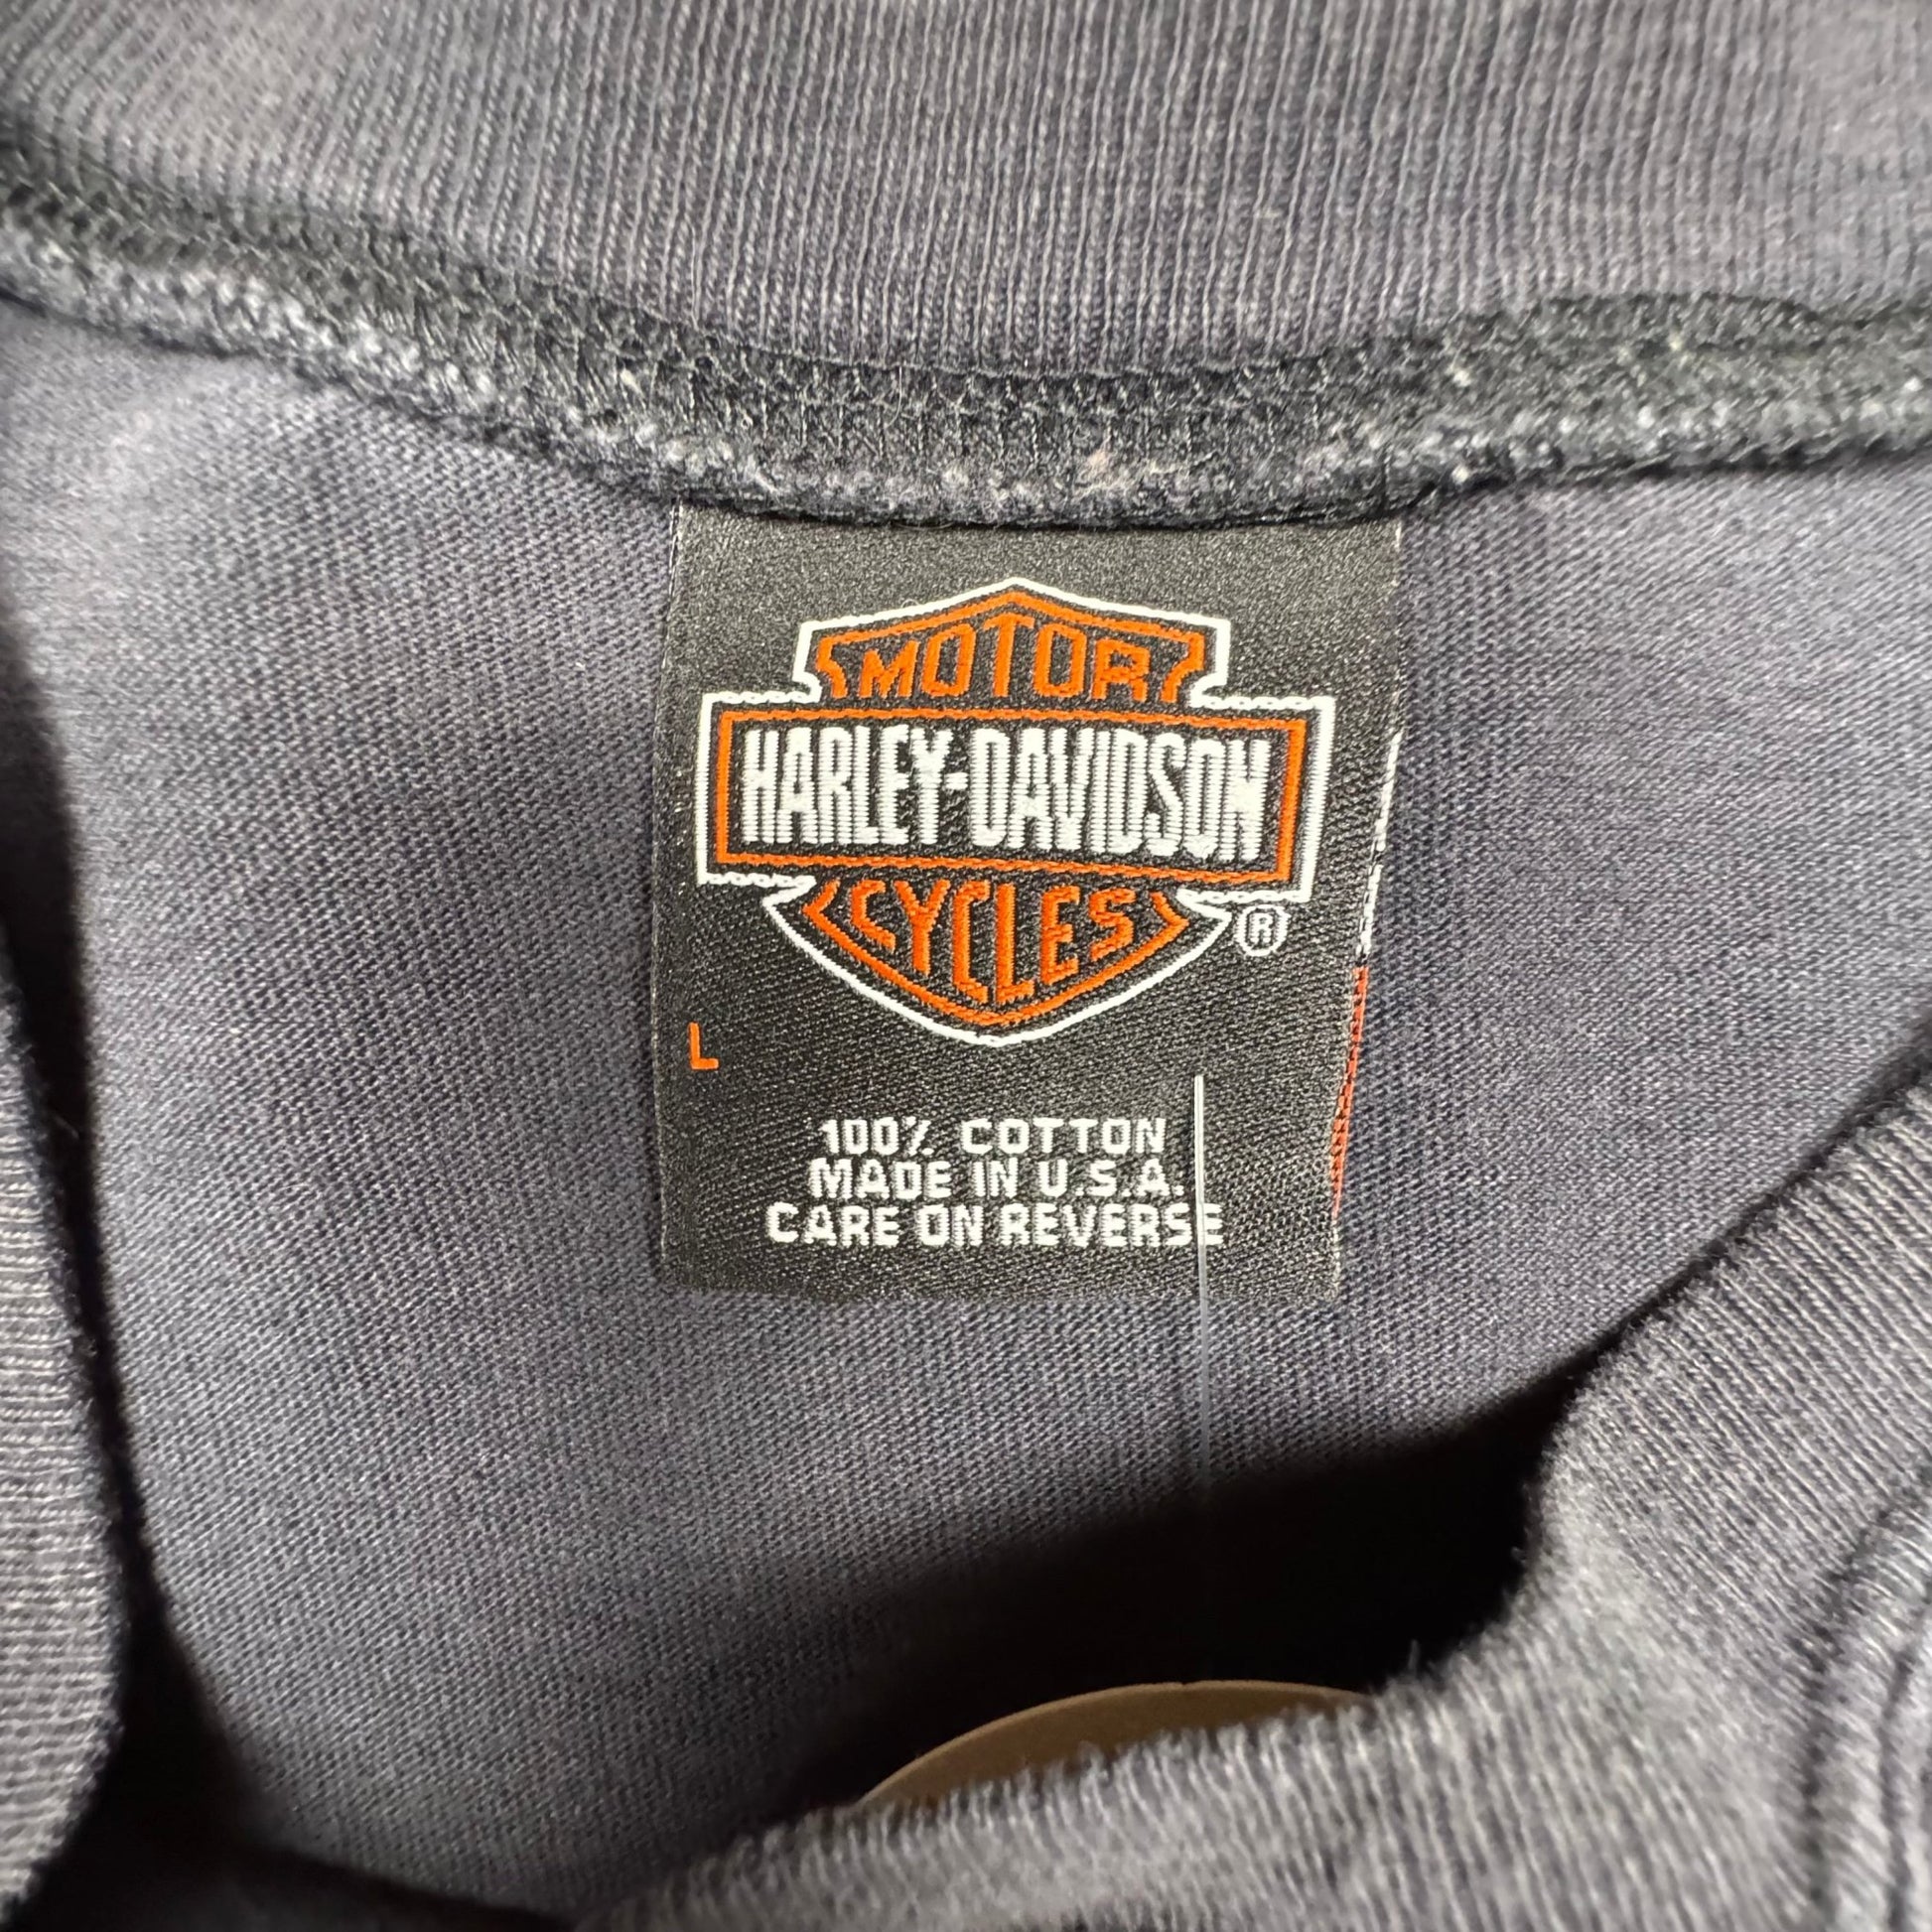 MOTOR
HARLEY-DAVIDSON
CYCLES ®
L
100% COTTON
MADE IN U.S.A.
CARE ON REVERSE